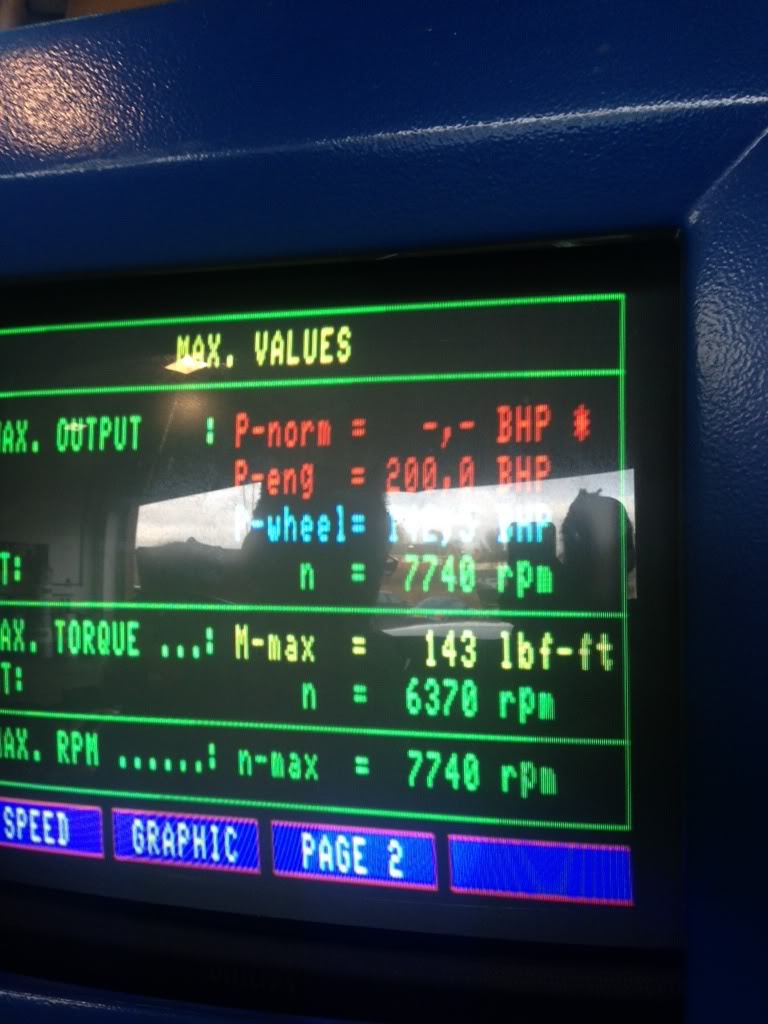 MAX. VALUES
AX. OUTPUT : P-norm = -,- BHP *
P-eng = 200,0 BHP
-wheel= BHP
T: n = 7740 rpm
AX. TORQUE ...: M-max = 143 lbf-ft
T: n = 6370 rpm
AX. RPM ......: n-max = 7740 rpm
SPEED GRAPHIC PAGE 2